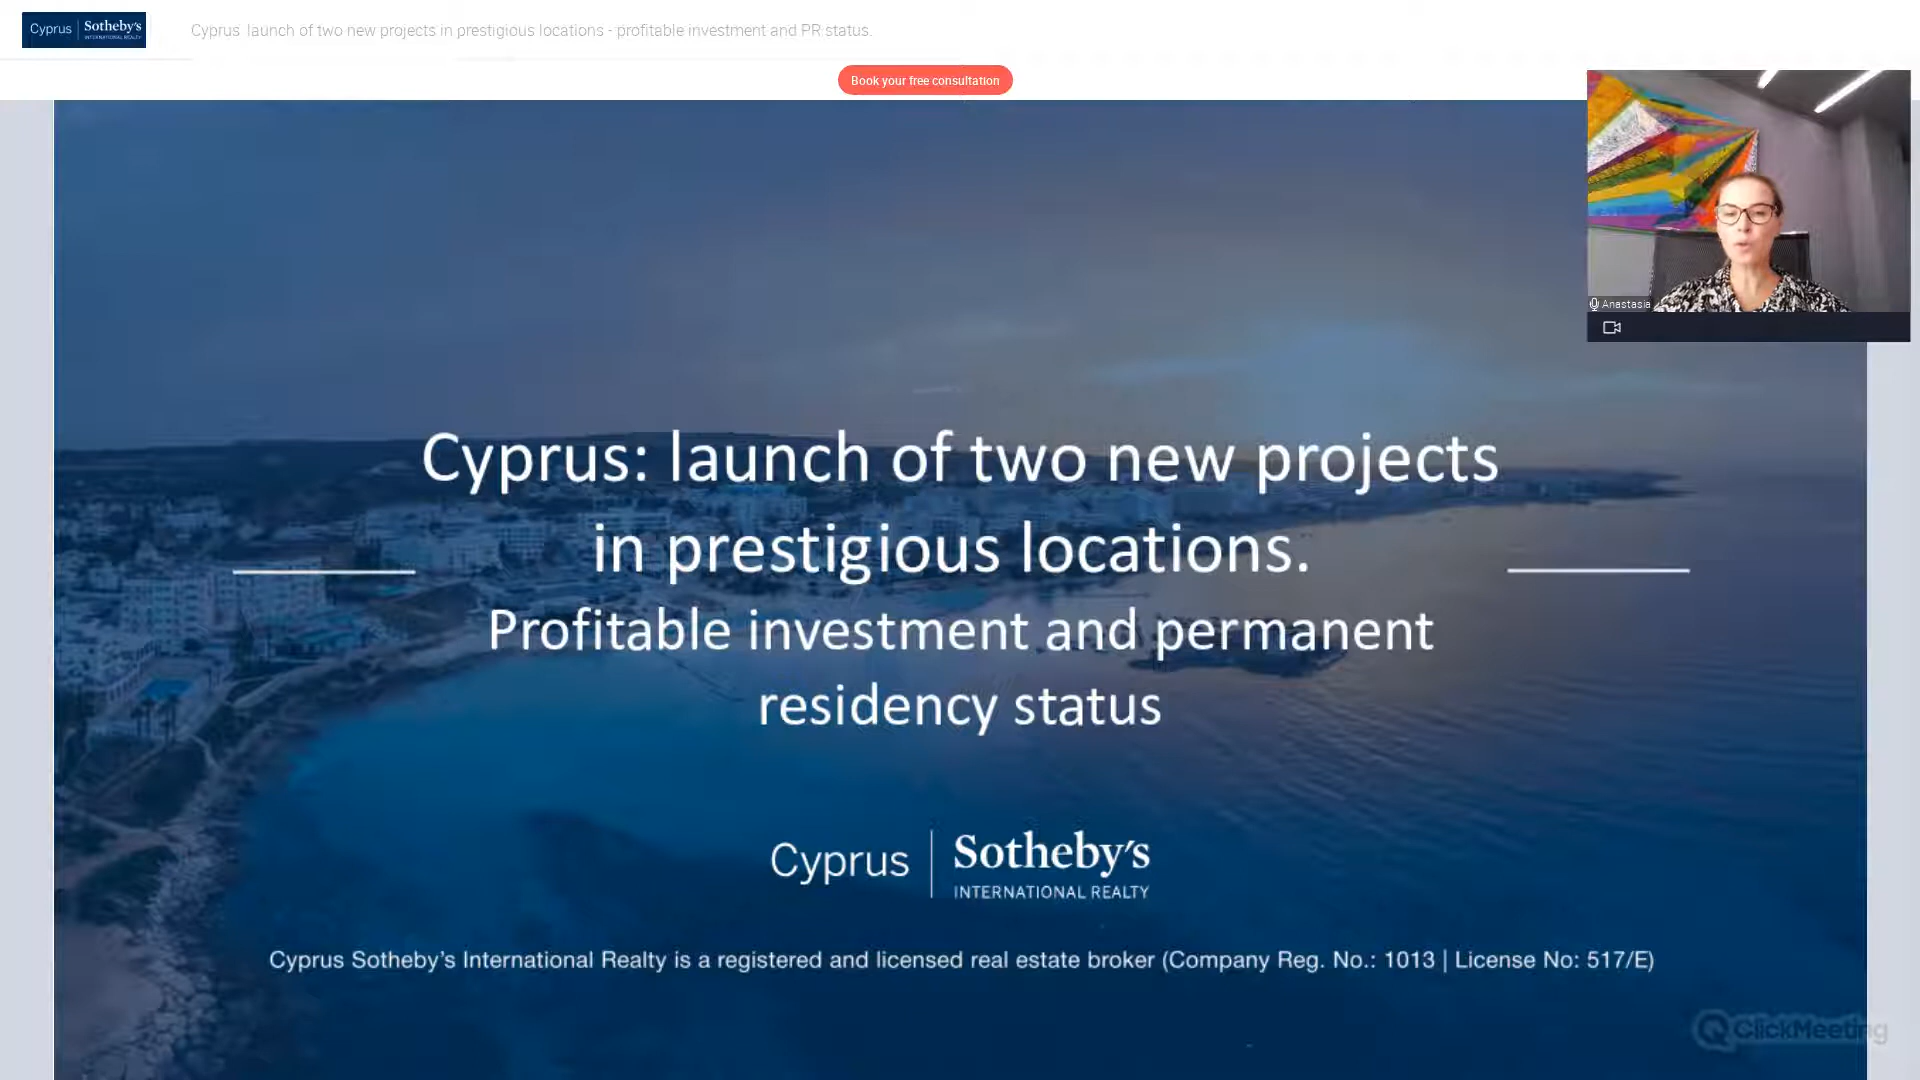 Cyprus | Sotheby's
INTERNATIONAL REALTY
Cyprus launch of two new projects in prestigious locations - profitable investment and PR status.
Book your free consultation
Anastasia
Cyprus: launch of two new projects
in prestigious locations.
Profitable investment and permanent
residency status
Cyprus | Sotheby's
INTERNATIONAL REALTY
Cyprus Sotheby's International Realty is a registered and licensed real estate broker (Company Reg. No.: 1013 | License No: 517/E)
ClickMeeting